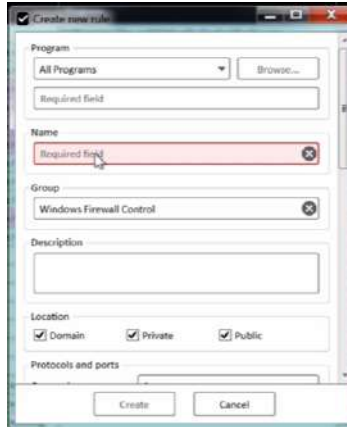 Create new rule
Program
All Programs
Browse...
Required field
Name
Required field
Group
Windows Firewall Control
Description
Location
Domain
Private
Public
Protocols and ports
Create
Cancel